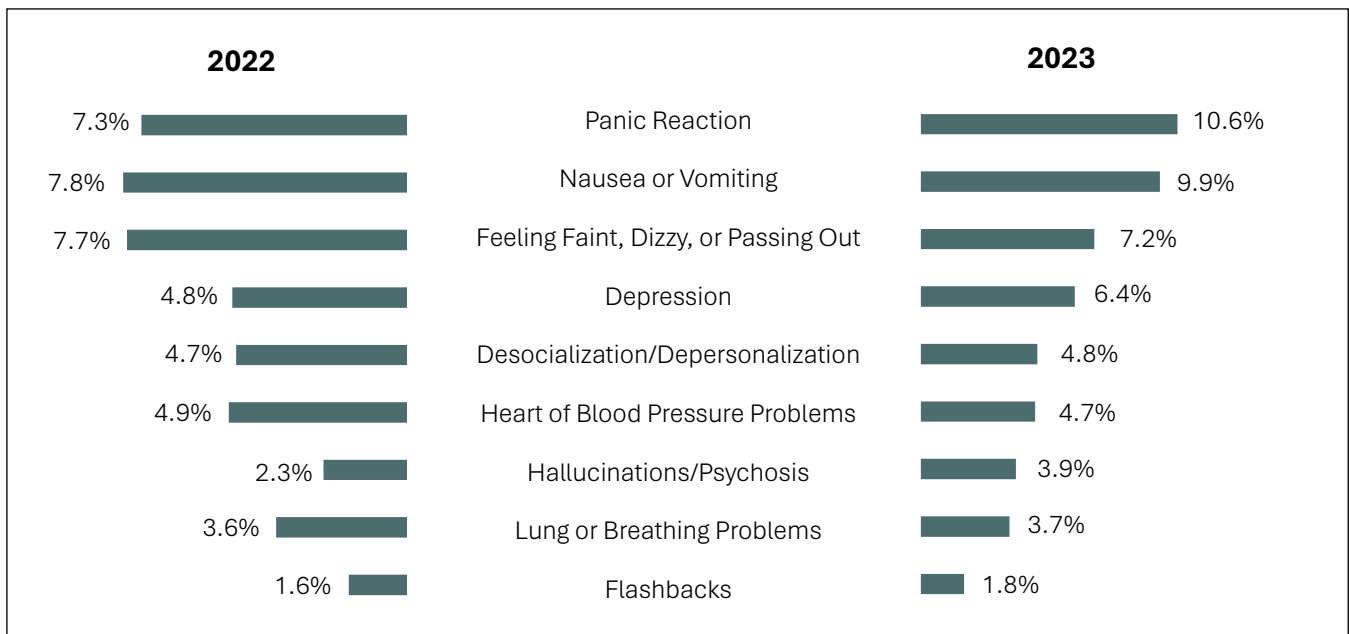 2022 2023
7.3% Panic Reaction 10.6%
7.8% Nausea or Vomiting 9.9%
7.7% Feeling Faint, Dizzy, or Passing Out 7.2%
4.8% Depression 6.4%
4.7% Desocialization/Depersonalization 4.8%
4.9% Heart of Blood Pressure Problems 4.7%
2.3% Hallucinations/Psychosis 3.9%
3.6% Lung or Breathing Problems 3.7%
1.6% Flashbacks 1.8%